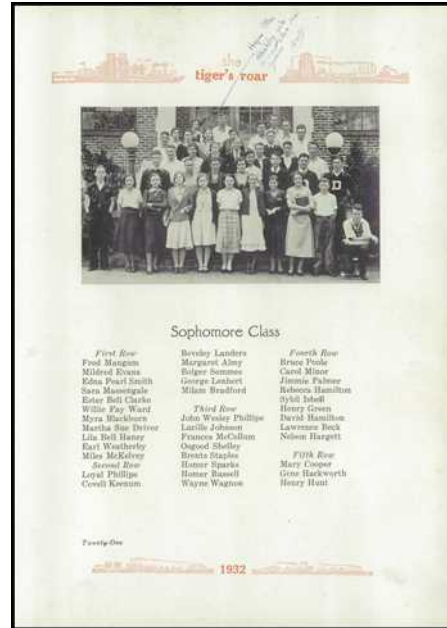 the
tiger's roar
D
Sophomore Class
First Row
Fred Mangum
Mildred Evans
Edna Pearl Smith
Sara Massengale
Ester Bell Clarke
Willie Fay Ward
Myra Blackburn
Martha Sue Driver
Lila Bell Haney
Earl Weatherby
Miles McKelvey
Second Row
Loyal Phillips
Covell Keenum
Beveley Landers
Margaret Almy
Bolger Semmes
George Lenhert
Milam Bradford
Third Row
John Wesley Phillips
Lucille Johnson
Frances McCollum
Osgood Shelley
Brents Staples
Homer Sparks
Homer Russell
Wayne Wagnon
Fourth Row
Bruce Poole
Carol Minor
Jimmie Palmer
Rebecca Hamilton
Sybil Isbell
Henry Green
David Hamilton
Lawrence Beck
Nelson Hargett
Fifth Row
Mary Cooper
Gene Hackworth
Henry Hunt
Twenty-One
1932